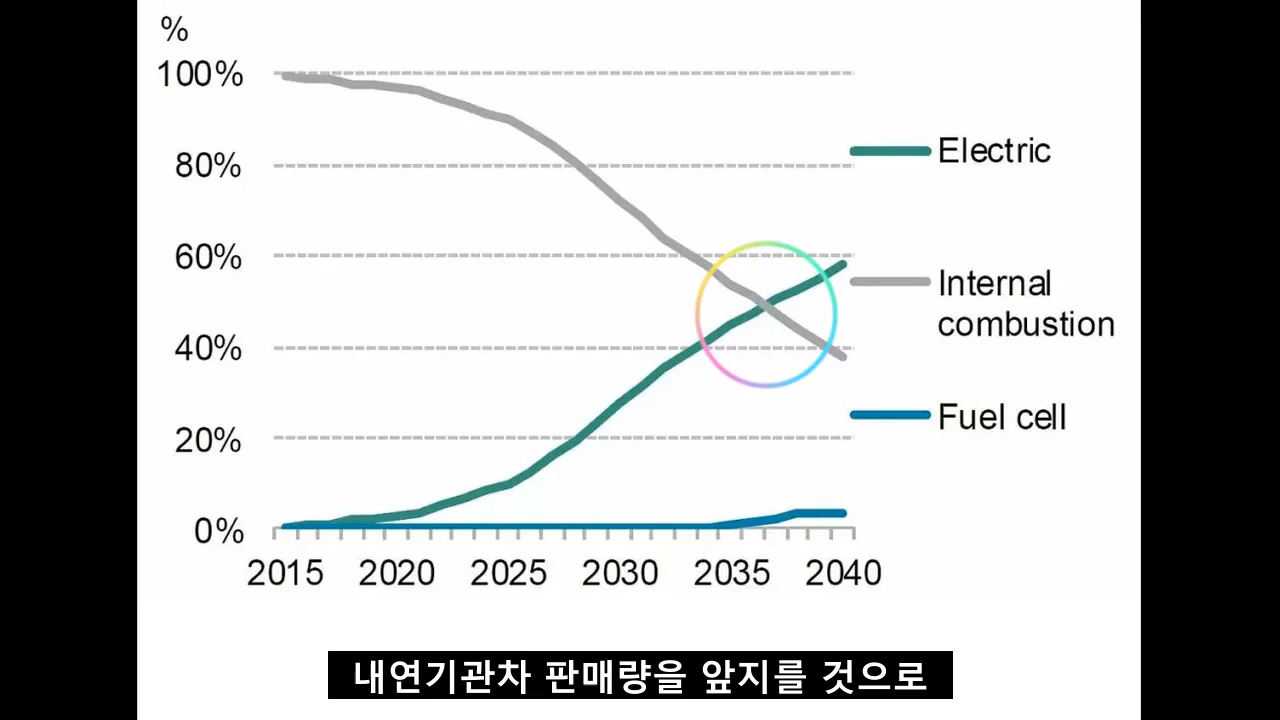 %
100%
80%
60%
40%
20%
0%
2015 2020 2025 2030 2035 2040
Electric
Internal
combustion
Fuel cell
내연기관차 판매량을 앞지를 것으로